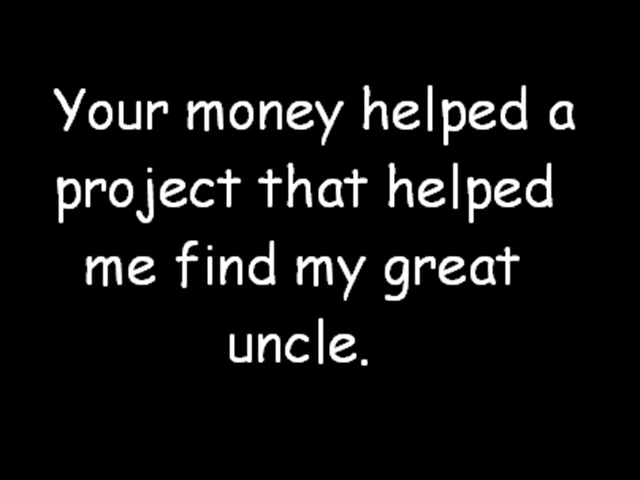 Your money helped a
project that helped
me find my great
uncle.